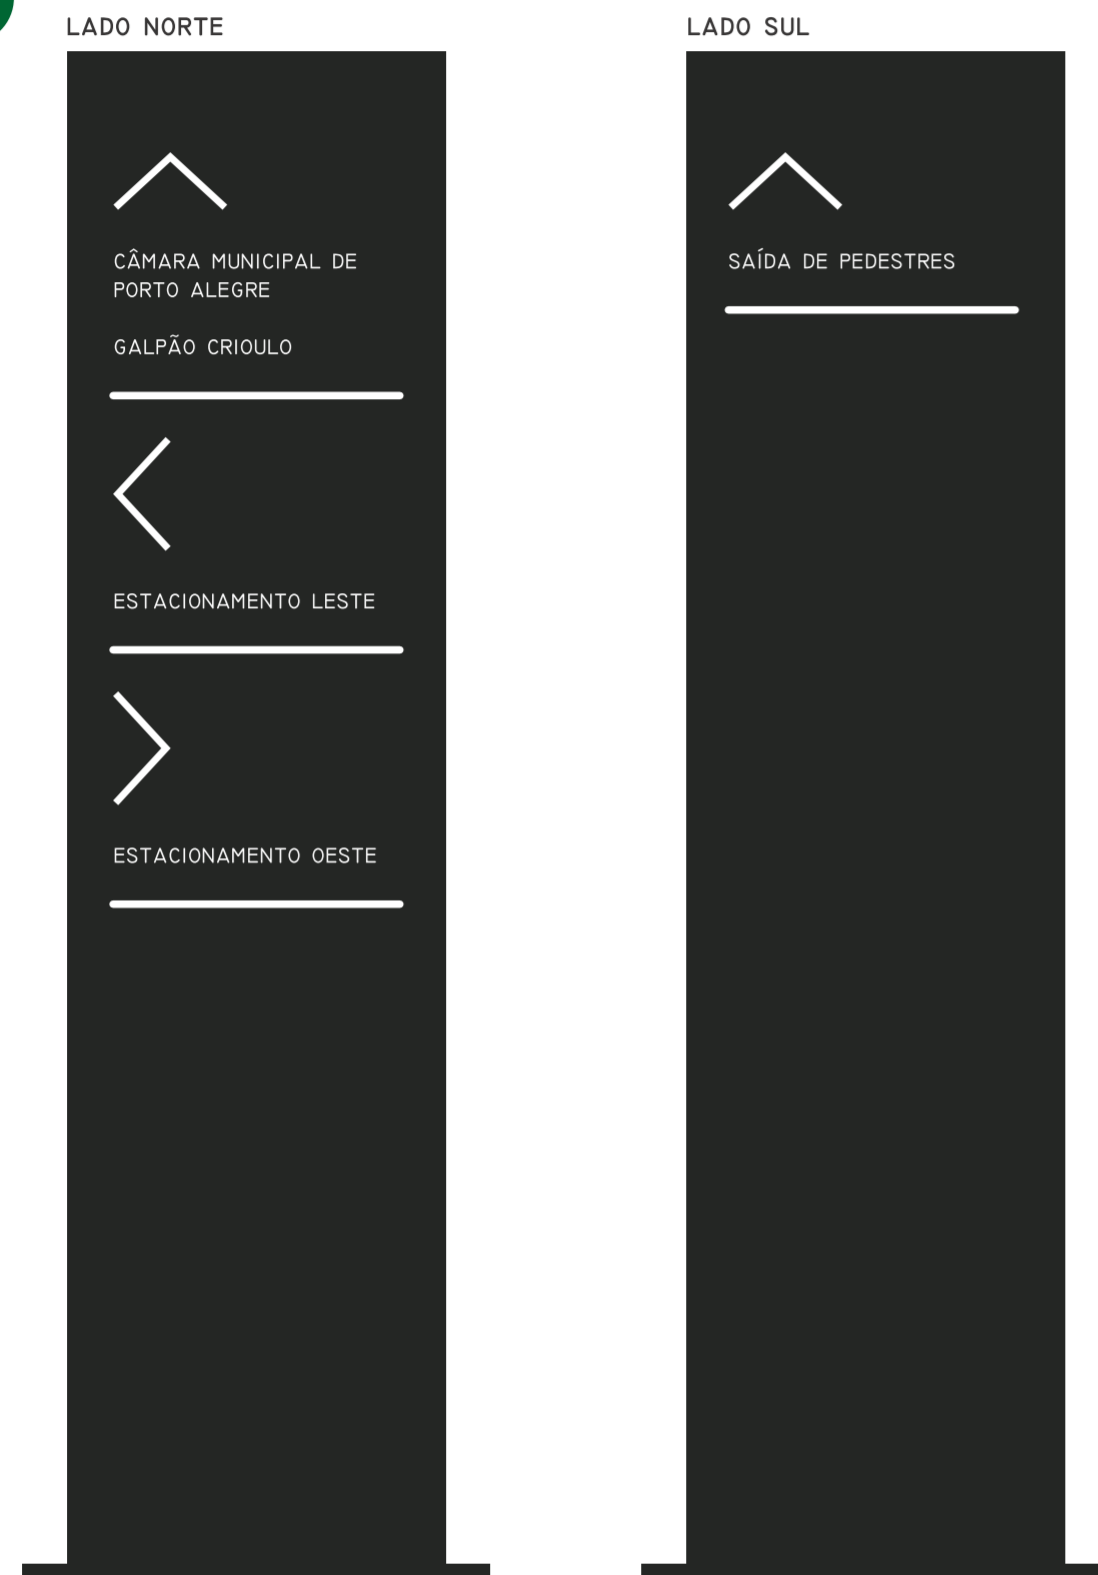 LADO NORTE
CÂMARA MUNICIPAL DE
PORTO ALEGRE
GALPÃO CRIOULO
ESTACIONAMENTO LESTE
ESTACIONAMENTO OESTE
LADO SUL
SAÍDA DE PEDESTRES